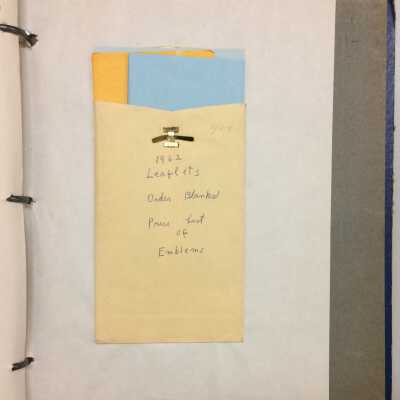 1962
Leaflets
Order Blanks
Price List
of
Emblems